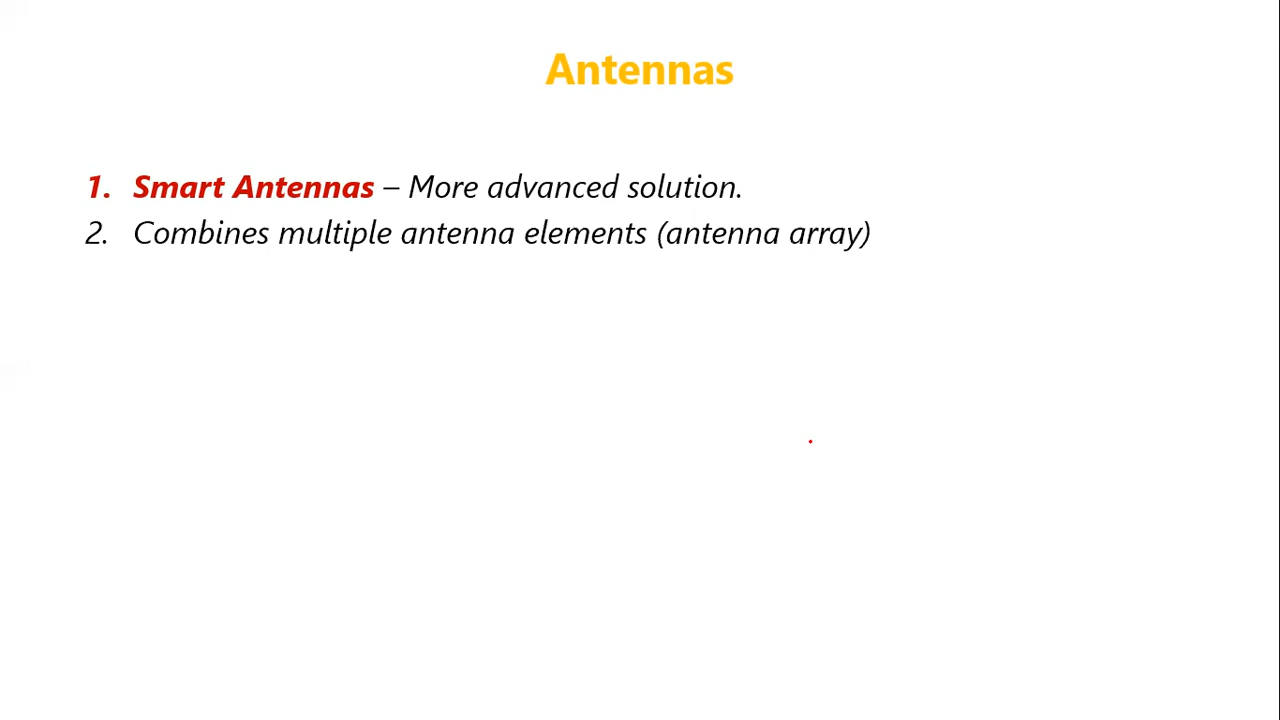 Antennas
1. Smart Antennas – More advanced solution.
2. Combines multiple antenna elements (antenna array)